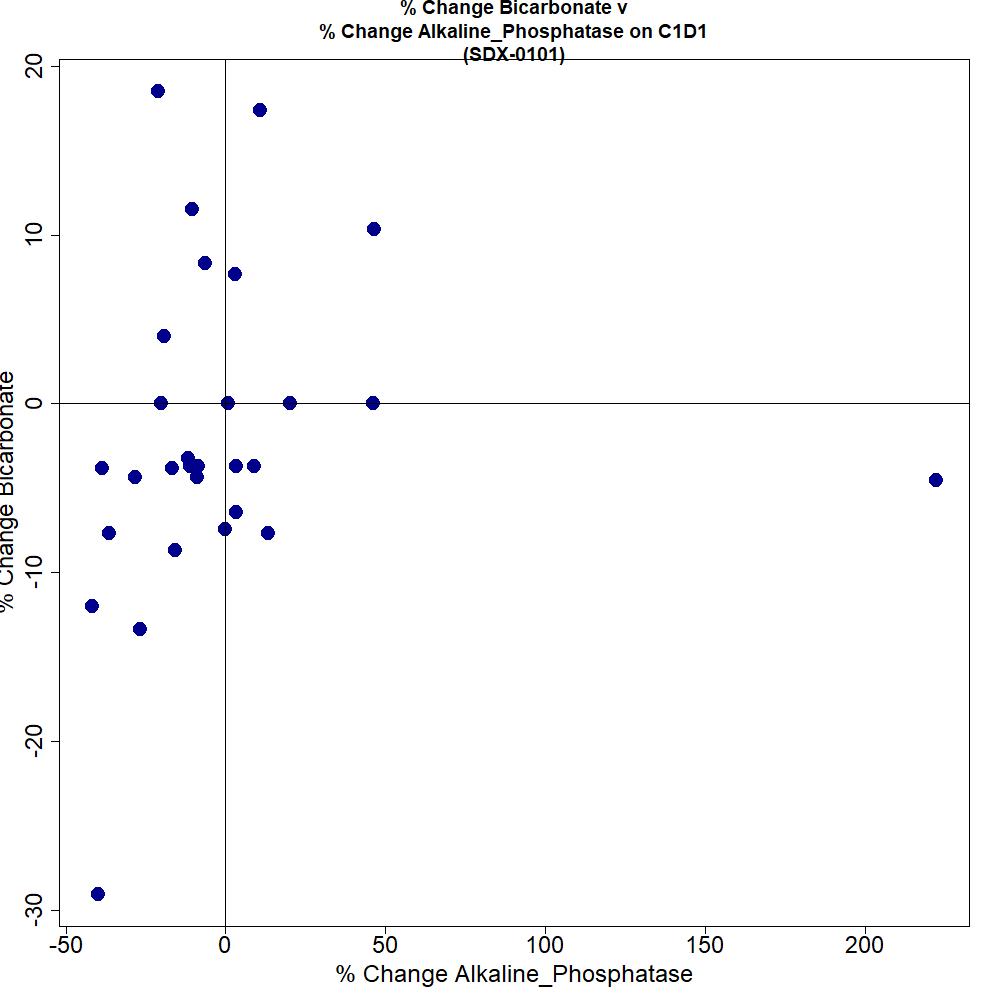 % Change Bicarbonate v
% Change Alkaline_Phosphatase on C1D1
(SDX-0101)
% Change Bicarbonate
20
10
0
-10
-20
-30
-50
0
50
100
150
200
% Change Alkaline_Phosphatase